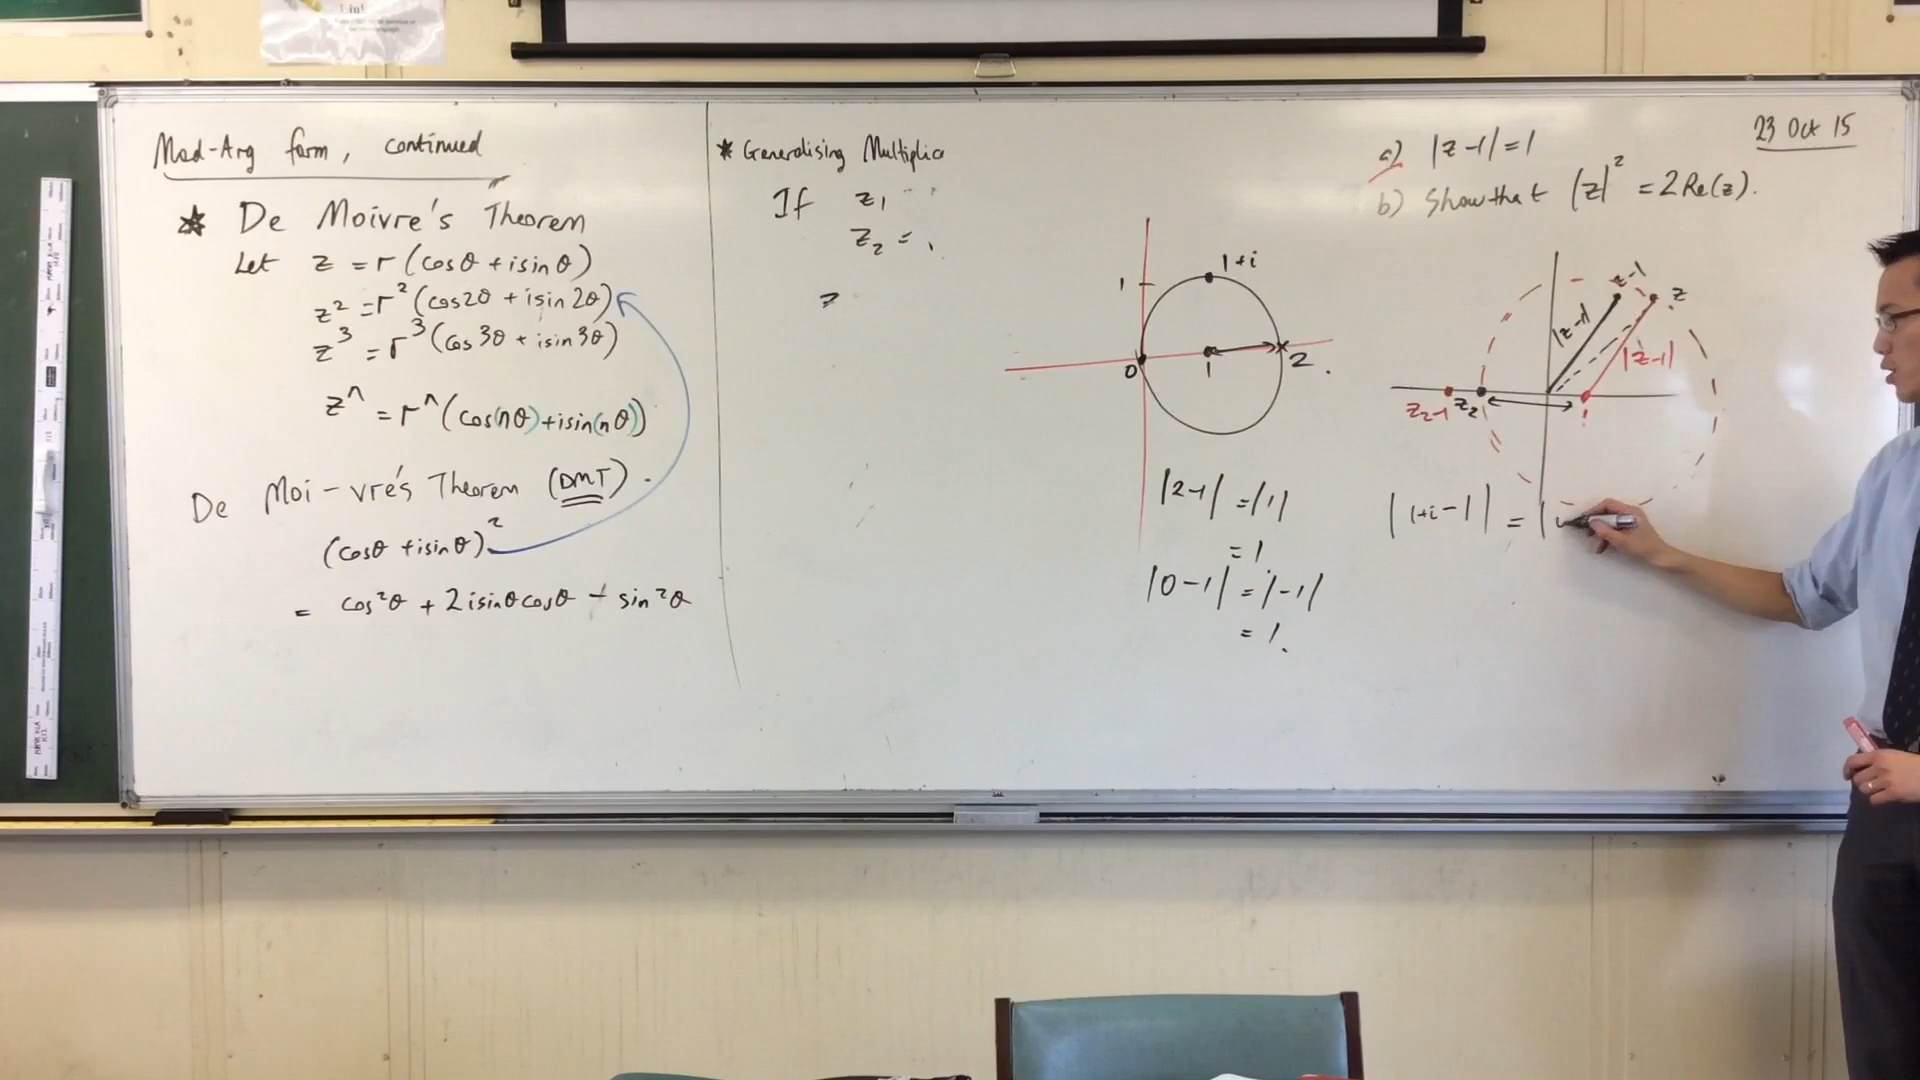 Mod-Arg form, continued
* De Moivre's Theorem
Let z = r(cosθ + isinθ)
z² = r²(cos2θ + isin2θ)
z³ = r³(cos3θ + isin3θ)
zⁿ = rⁿ(cos(nθ) + isin(nθ))
De Moi-vre's Theorem (DMT).
(cosθ + isinθ)²
= cos²θ + 2isinθcosθ - sin²θ
* Generalising Multiplica
If z₁
z₂ =
1
1+i
0
1
2.
|2-1| = |1|
= 1.
|0-1| = |-1|
= 1.
23 Oct 15
a) |z-1| = 1
b) Show that |z|² = 2Re(z).
z-1
z
|z-1|
|z-1|
z₂-1
z₂
1
|1+i-1| = |i